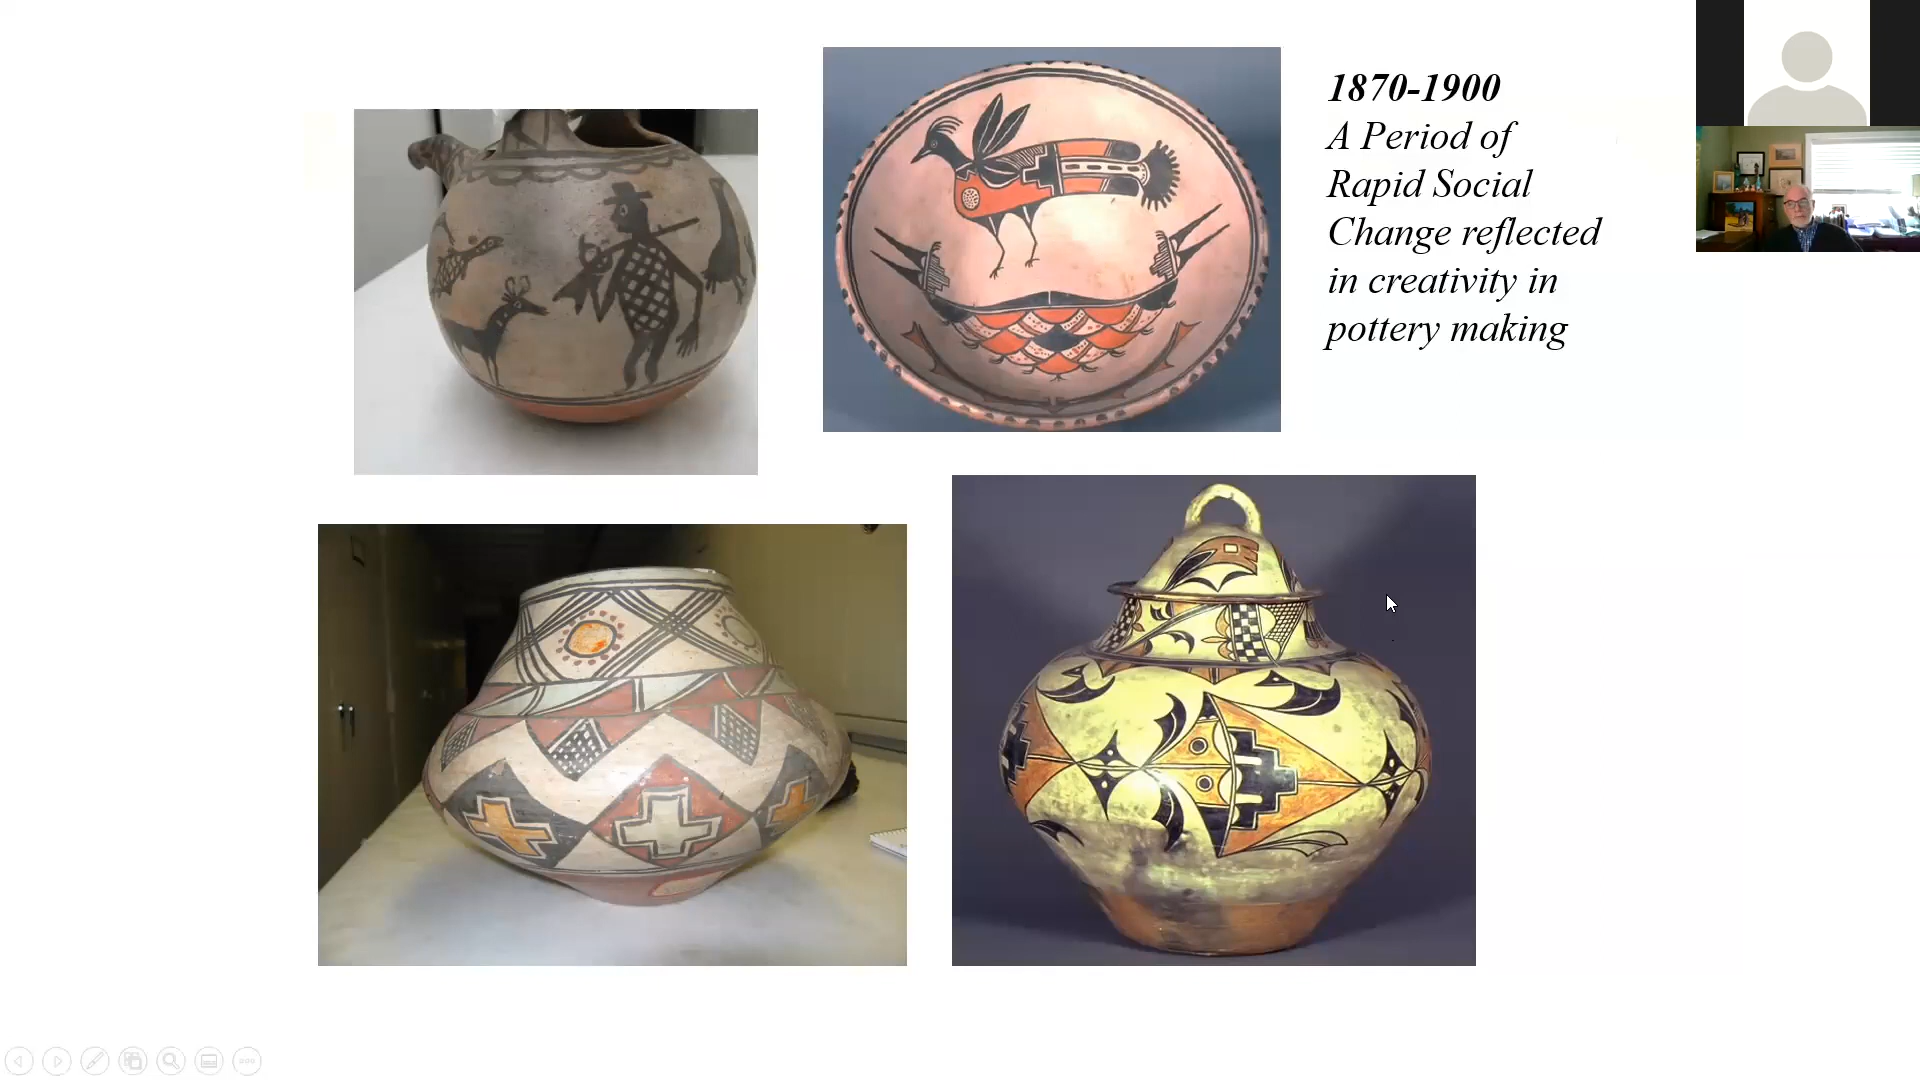 1870-1900
A Period of
Rapid Social
Change reflected
in creativity in
pottery making